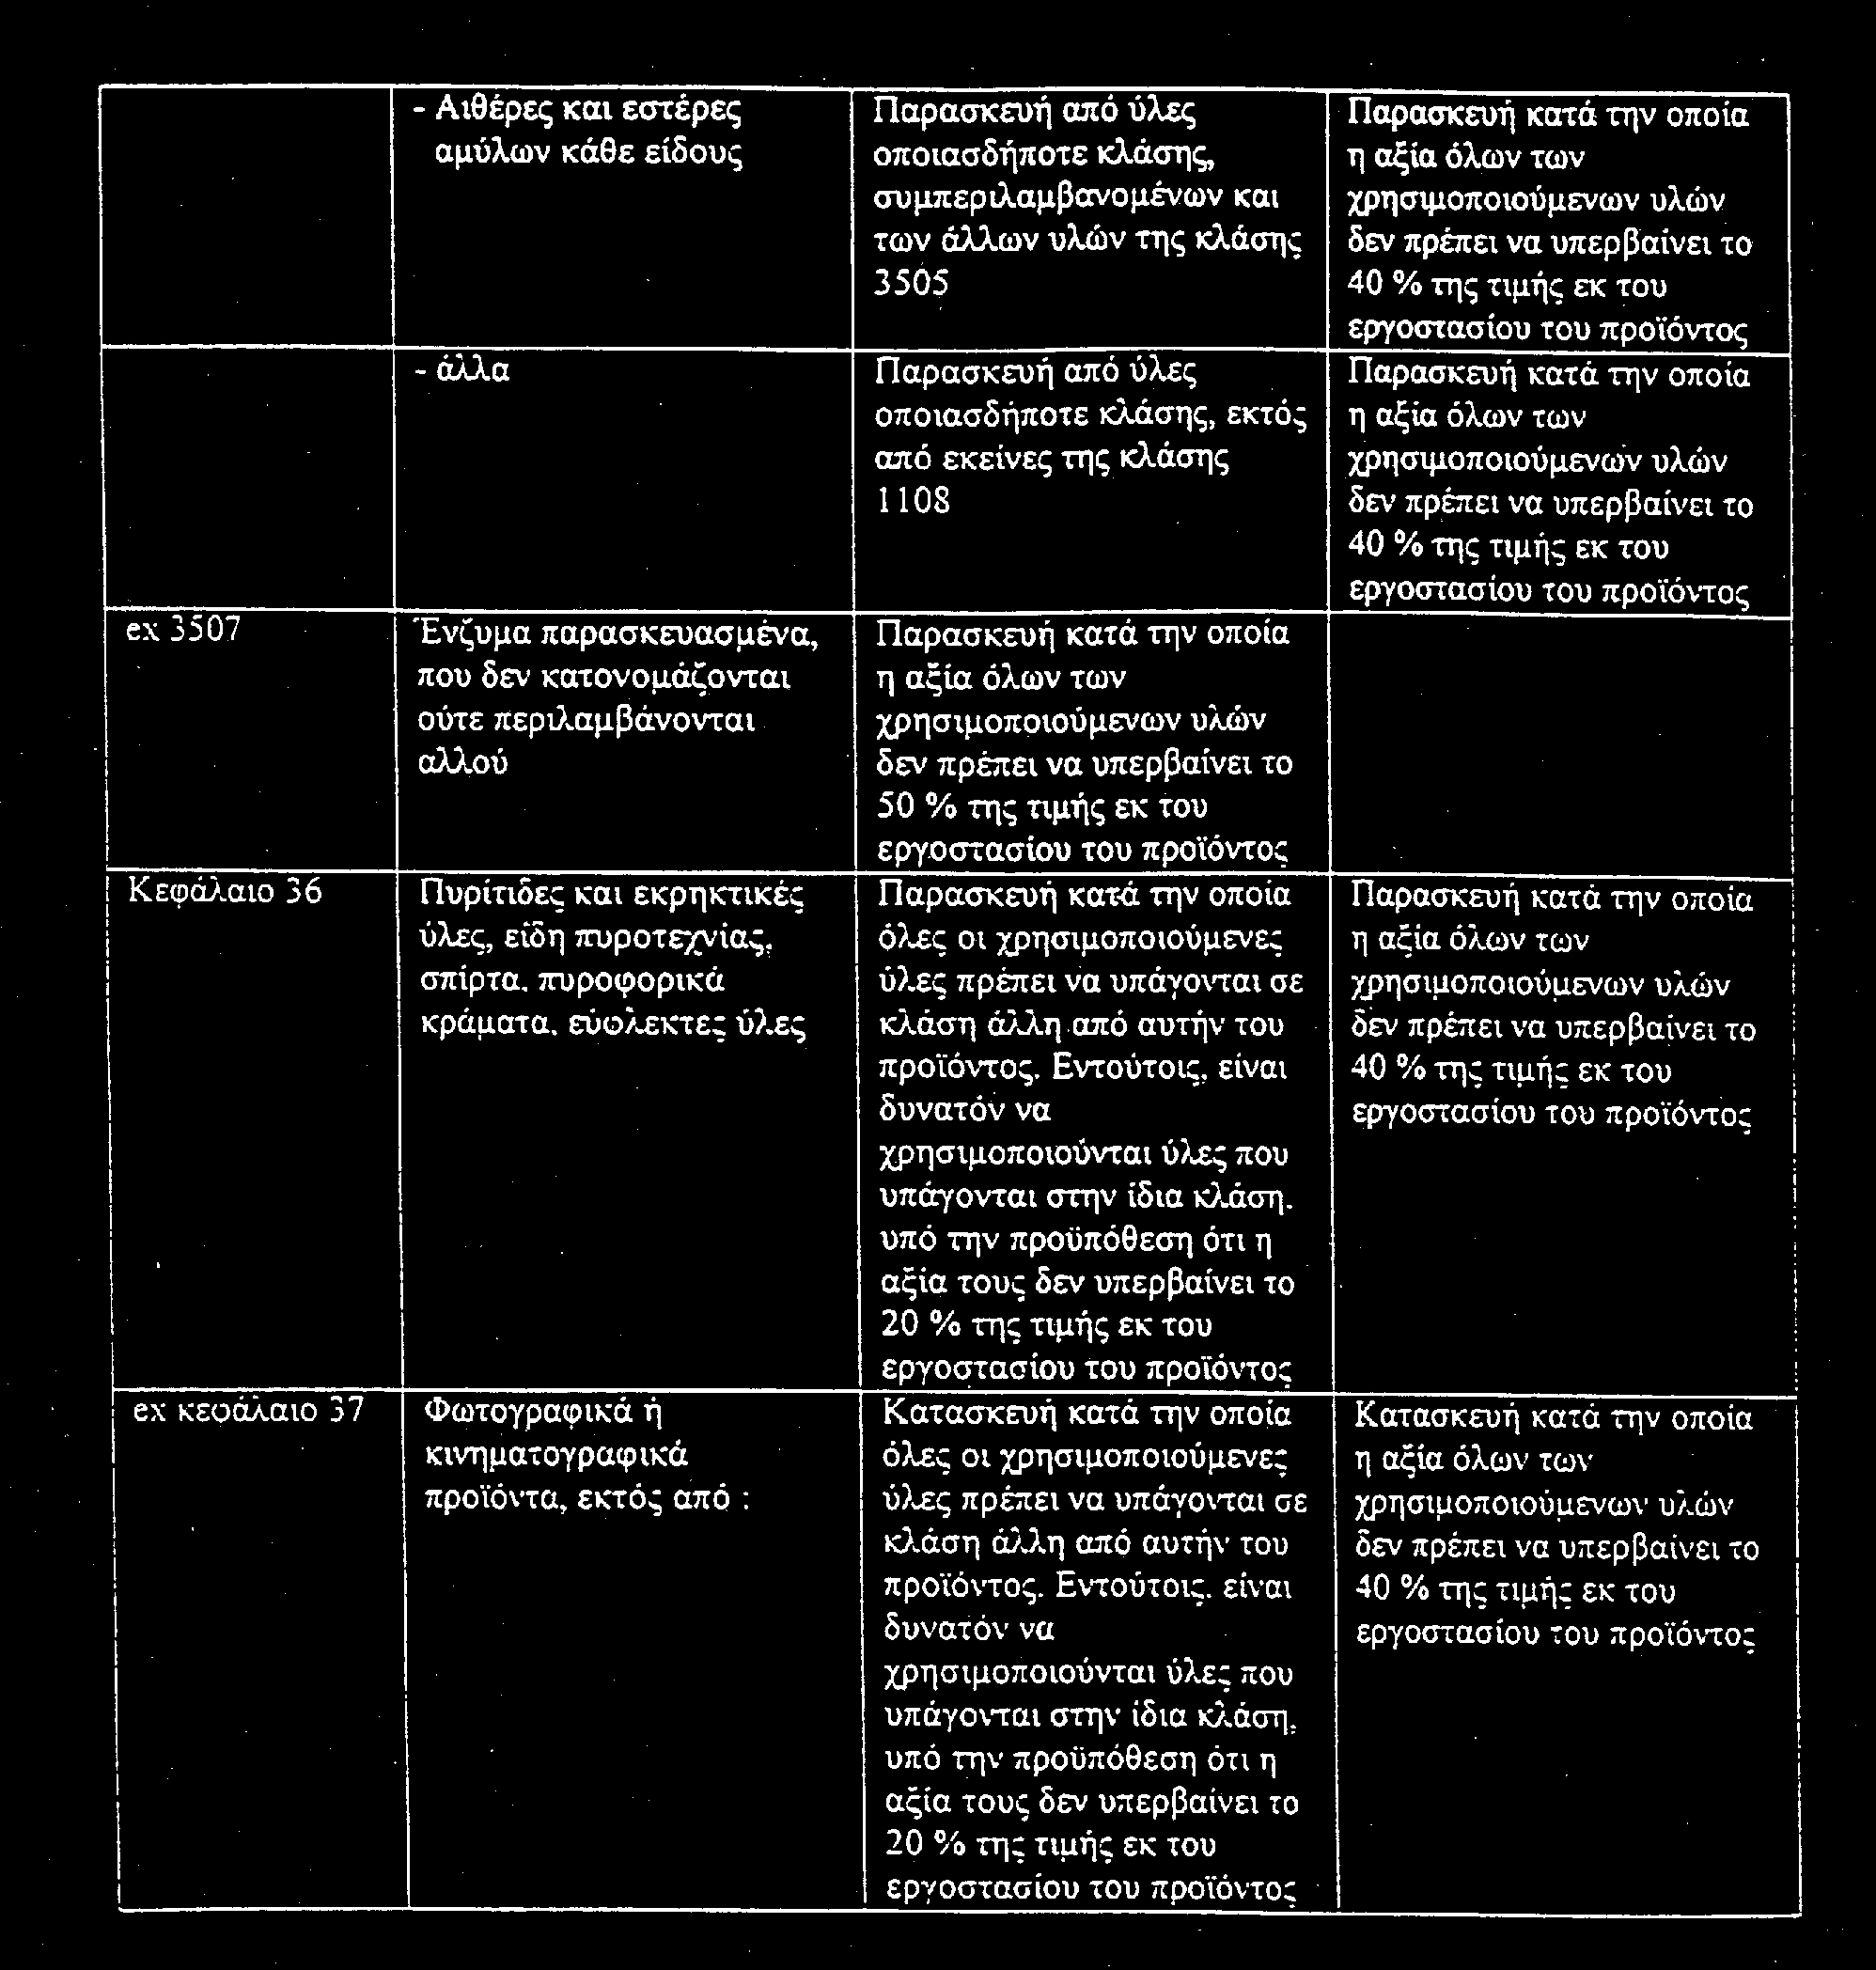 - Αιθέρες και εστέρες
αμύλων κάθε είδους
Παρασκευή από ύλες
οποιασδήποτε κλάσης,
συμπεριλαμβανομένων και
των άλλων υλών της κλάσης
3505
Παρασκευή κατά την οποία
η αξία όλων των
χρησιμοποιούμενων υλών
δεν πρέπει να υπερβαίνει το
40 % της τιμής εκ του
εργοστασίου του προϊόντος
- άλλα
Παρασκευή από ύλες
οποιασδήποτε κλάσης, εκτός
από εκείνες της κλάσης
1108
Παρασκευή κατά την οποία
η αξία όλων των
χρησιμοποιούμενων υλών
δεν πρέπει να υπερβαίνει το
40 % της τιμής εκ του
εργοστασίου του προϊόντος
ex 3507
Ένζυμα παρασκευασμένα,
που δεν κατονομάζονται
ούτε περιλαμβάνονται
αλλού
Παρασκευή κατά την οποία
η αξία όλων των
χρησιμοποιούμενων υλών
δεν πρέπει να υπερβαίνει το
50 % της τιμής εκ του
εργοστασίου του προϊόντος
Κεφάλαιο 36
Πυρίτιδες και εκρηκτικές
ύλες, είδη πυροτεχνίας,
σπίρτα, πυροφορικά
κράματα, εύφλεκτες ύλες
Παρασκευή κατά την οποία
όλες οι χρησιμοποιούμενες
ύλες πρέπει να υπάγονται σε
κλάση άλλη από αυτήν του
προϊόντος. Εντούτοις, είναι
δυνατόν να
χρησιμοποιούνται ύλες που
υπάγονται στην ίδια κλάση,
υπό την προϋπόθεση ότι η
αξία τους δεν υπερβαίνει το
20 % της τιμής εκ του
εργοστασίου του προϊόντος
Παρασκευή κατά την οποία
η αξία όλων των
χρησιμοποιούμενων υλών
δεν πρέπει να υπερβαίνει το
40 % της τιμής εκ του
εργοστασίου του προϊόντος
ex κεφάλαιο 37
Φωτογραφικά ή
κινηματογραφικά
προϊόντα, εκτός από :
Κατασκευή κατά την οποία
όλες οι χρησιμοποιούμενες
ύλες πρέπει να υπάγονται σε
κλάση άλλη από αυτήν του
προϊόντος. Εντούτοις, είναι
δυνατόν να
χρησιμοποιούνται ύλες που
υπάγονται στην ίδια κλάση,
υπό την προϋπόθεση ότι η
αξία τους δεν υπερβαίνει το
20 % της τιμής εκ του
εργοστασίου του προϊόντος
Κατασκευή κατά την οποία
η αξία όλων των
χρησιμοποιούμενων υλών
δεν πρέπει να υπερβαίνει το
40 % της τιμής εκ του
εργοστασίου του προϊόντος